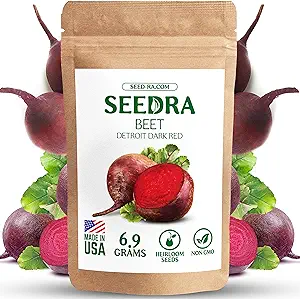 SEEDRA.COM
SEEDRA
BEET
DETROIT DARK RED
MADE IN
USA
6,9
GRAMS
HEIRLOOM
SEEDS
NON GMO